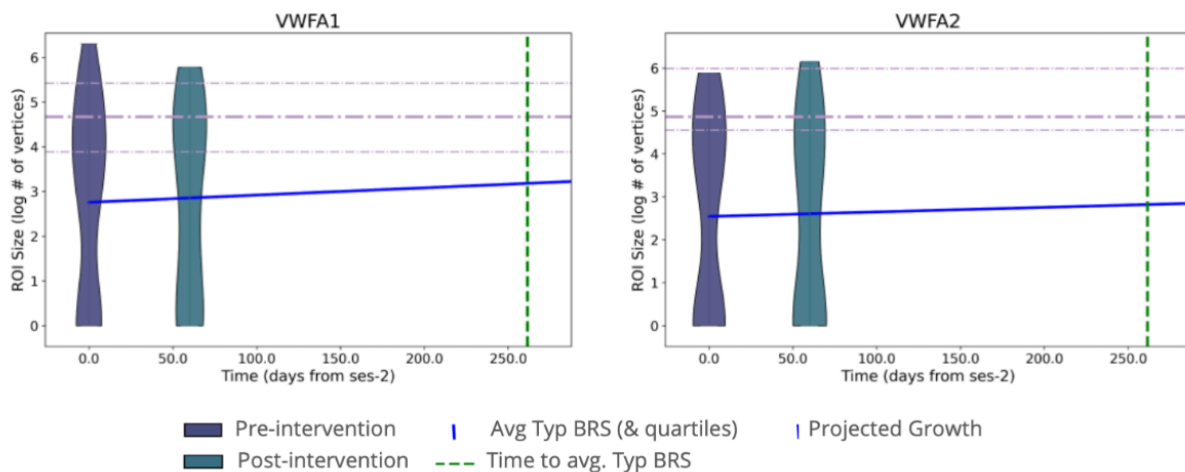 VWFA1
VWFA2
ROI Size (log # of vertices)
6
5
4
3
2
1
0
0.0 50.0 100.0 150.0 200.0 250.0
Time (days from ses-2)
ROI Size (log # of vertices)
6
5
4
3
2
1
0
0.0 50.0 100.0 150.0 200.0 250.0
Time (days from ses-2)
Pre-intervention Avg Typ BRS (& quartiles) Projected Growth
Post-intervention Time to avg. Typ BRS